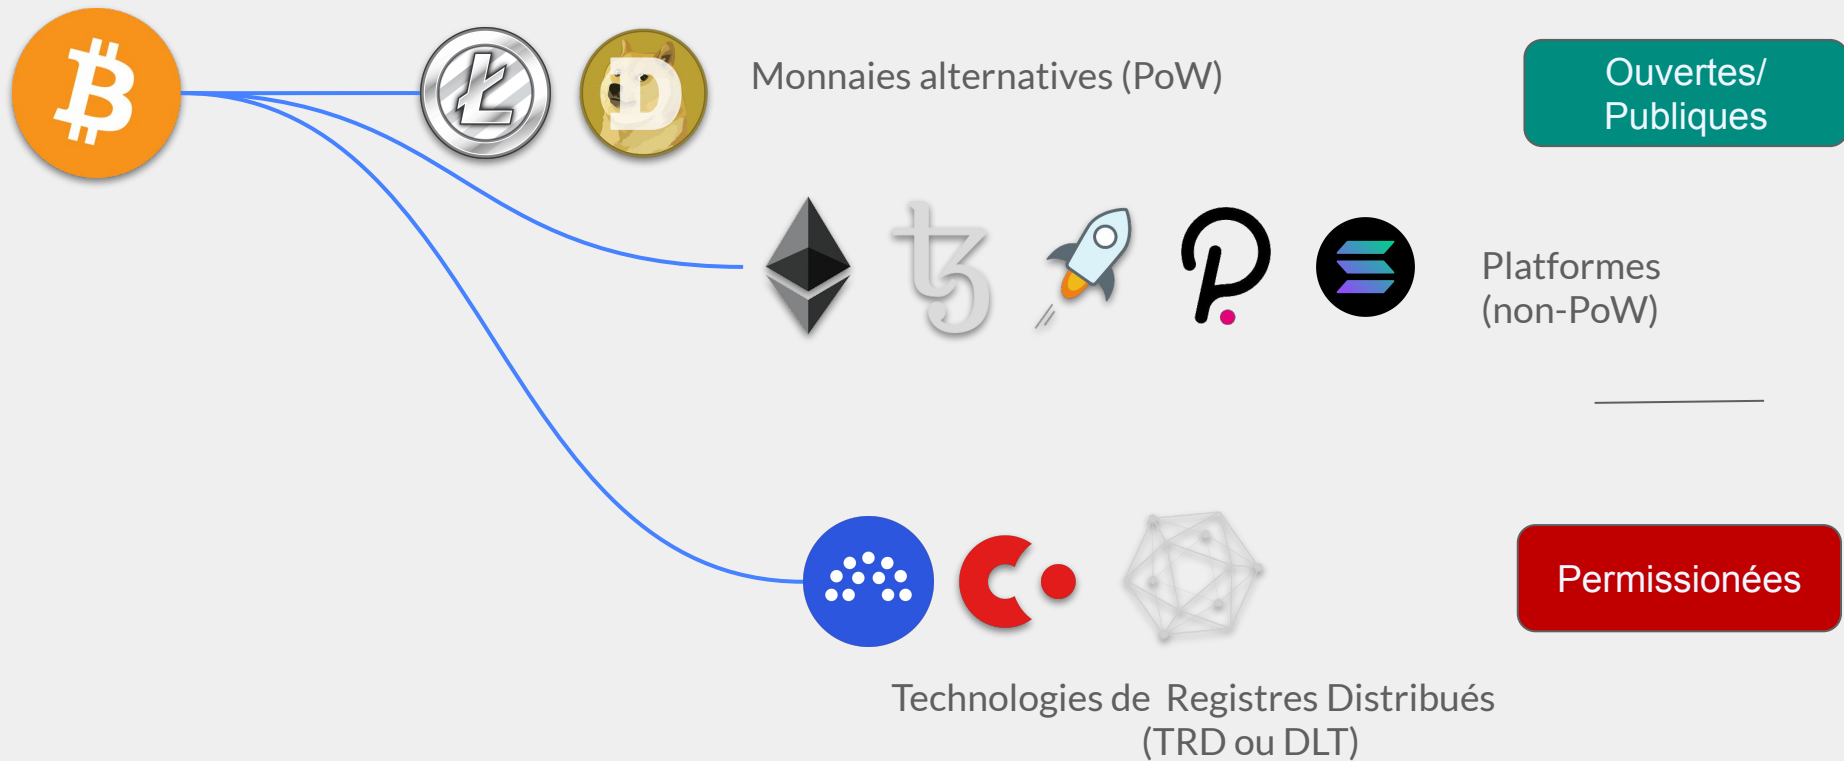 Monnaies alternatives (PoW)
Ouvertes/
Publiques
Platformes
(non-PoW)
Permissionées
Technologies de Registres Distribués
(TRD ou DLT)